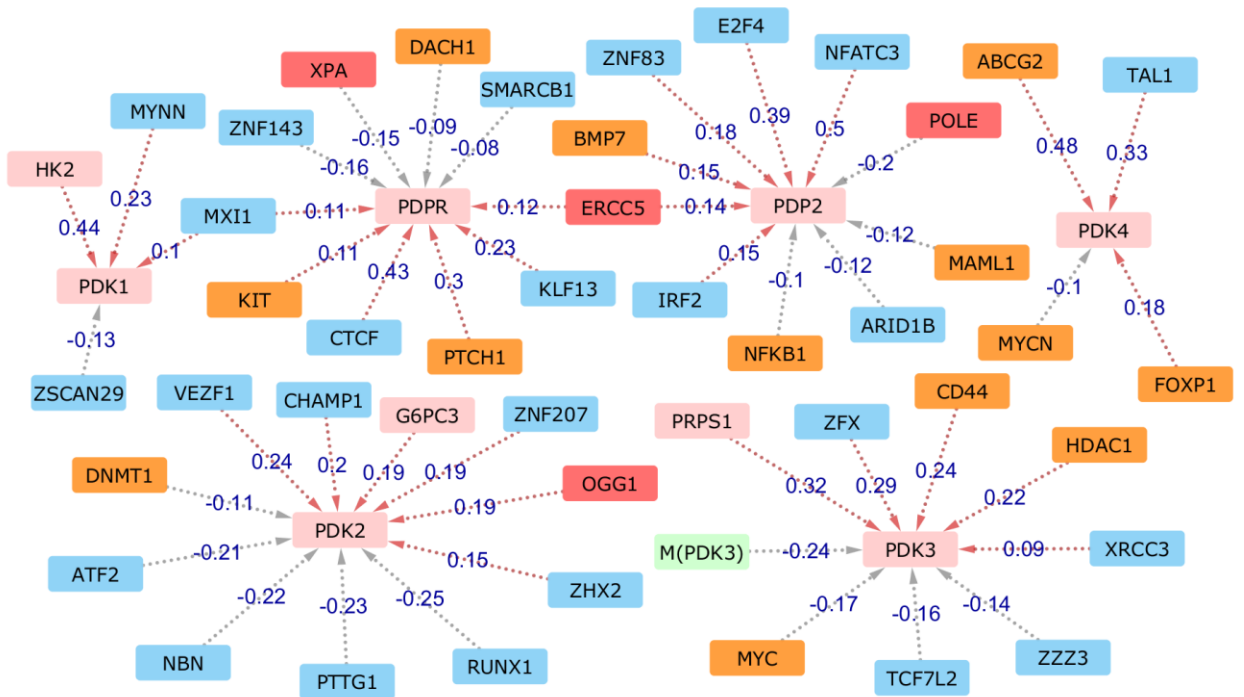 E2F4
DACH1
ZNF83
NFATC3
ABCG2
XPA
TAL1
SMARCB1
MYNN
ZNF143
POLE
-0.09
0.39
BMP7
-0.15
0.18
0.5
0.48
0.33
-0.16
-0.08
-0.2
HK2
0.15
0.23
PDPR
0.12
ERCC5
0.14
PDP2
MXI1
0.11
0.44
PDK4
-0.12
0.1
0.11
0.43
0.3
0.23
0.15
-0.12
MAML1
-0.1
-0.1
PDK1
KLF13
KIT
IRF2
ARID1B
0.18
-0.13
CTCF
PTCH1
NFKB1
MYCN
FOXP1
ZSCAN29
VEZF1
CHAMP1
G6PC3
ZNF207
CD44
PRPS1
ZFX
HDAC1
0.24
0.2
0.19
0.19
DNMT1
0.24
OGG1
0.32
0.29
0.22
-0.11
0.19
PDK2
M(PDK3)
-0.24
PDK3
0.09
XRCC3
-0.21
0.15
ATF2
ZHX2
-0.22
-0.23
-0.25
-0.17
-0.16
-0.14
NBN
PTTG1
RUNX1
MYC
TCF7L2
ZZZ3